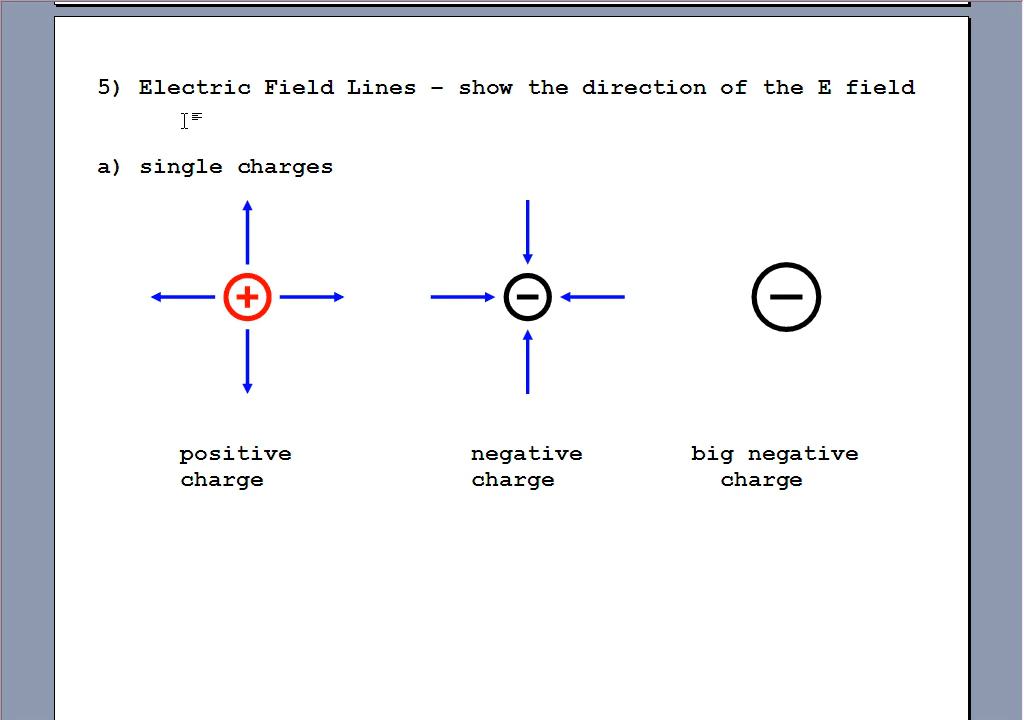 5) Electric Field Lines – show the direction of the E field
a) single charges
+
−
−
positive
charge
negative
charge
big negative
charge